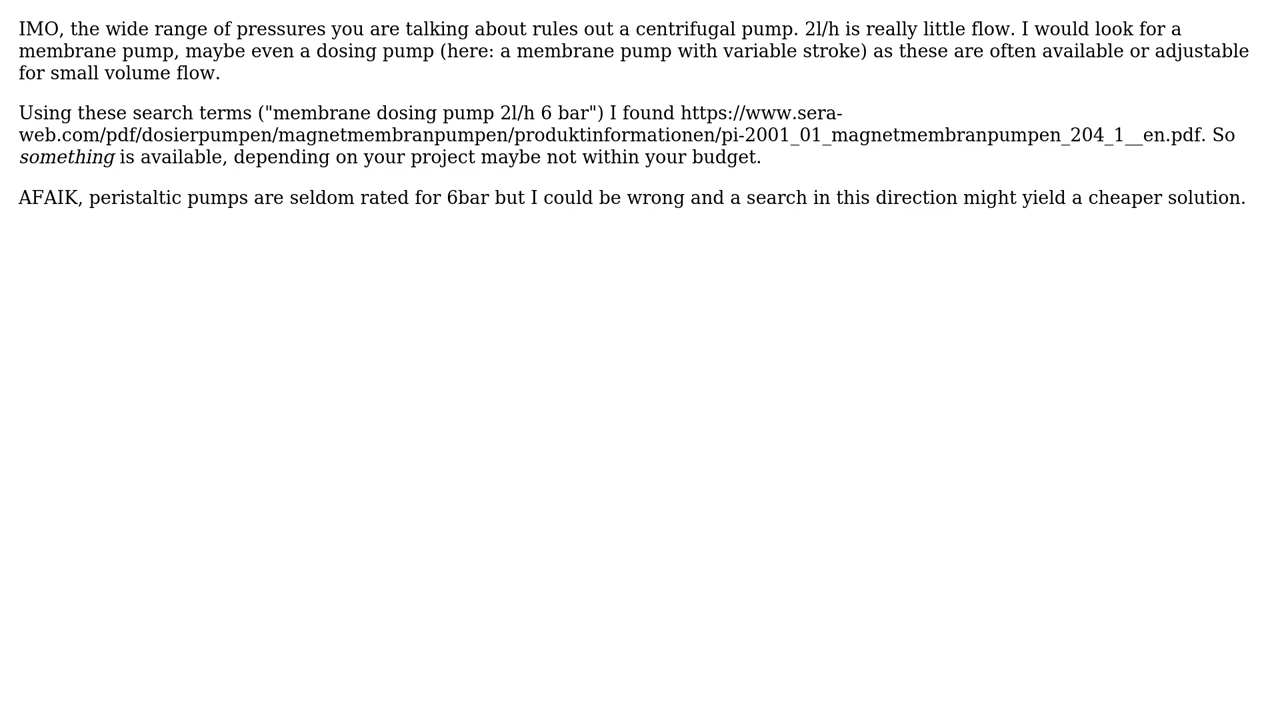 IMO, the wide range of pressures you are talking about rules out a centrifugal pump. 2l/h is really little flow. I would look for a
membrane pump, maybe even a dosing pump (here: a membrane pump with variable stroke) as these are often available or adjustable
for small volume flow.
Using these search terms ("membrane dosing pump 2l/h 6 bar") I found https://www.sera-
web.com/pdf/dosierpumpen/magnetmembranpumpen/produktinformationen/pi-2001_01_magnetmembranpumpen_204_1__en.pdf. So
something is available, depending on your project maybe not within your budget.
AFAIK, peristaltic pumps are seldom rated for 6bar but I could be wrong and a search in this direction might yield a cheaper solution.